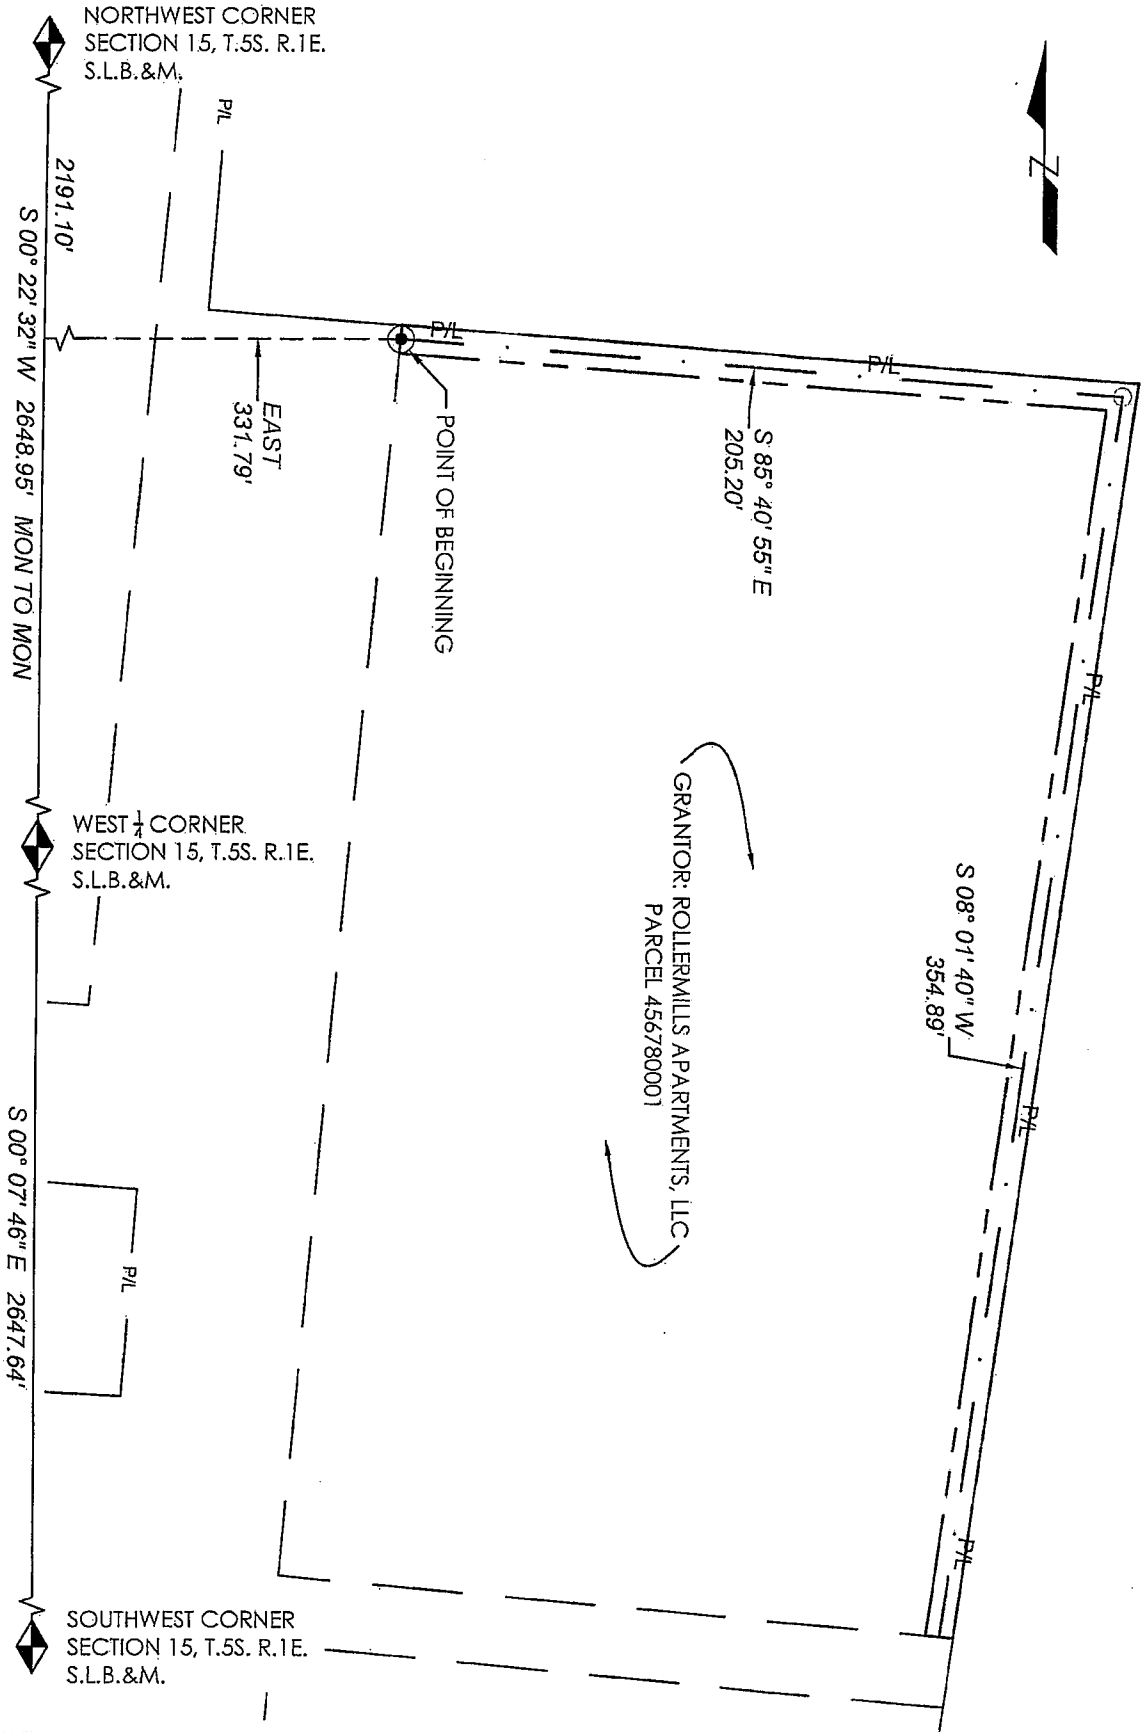 NORTHWEST CORNER
SECTION 15, T.5S. R.1E.
S.L.B.&M.
P/L
N
2191.10'
S 00° 22' 32" W 2648.95' MON TO MON
EAST
331.79'
P/L
POINT OF BEGINNING
P/L
S 85° 40' 55" E
205.20'
P/L
GRANTOR: ROLLERMILLS APARTMENTS, LLC
PARCEL 456780001
WEST 1/4 CORNER
SECTION 15, T.5S. R.1E.
S.L.B.&M.
S 08° 01' 40" W
354.89'
P/L
S 00° 07' 46" E 2647.64'
P/L
P/L
SOUTHWEST CORNER
SECTION 15, T.5S. R.1E.
S.L.B.&M.